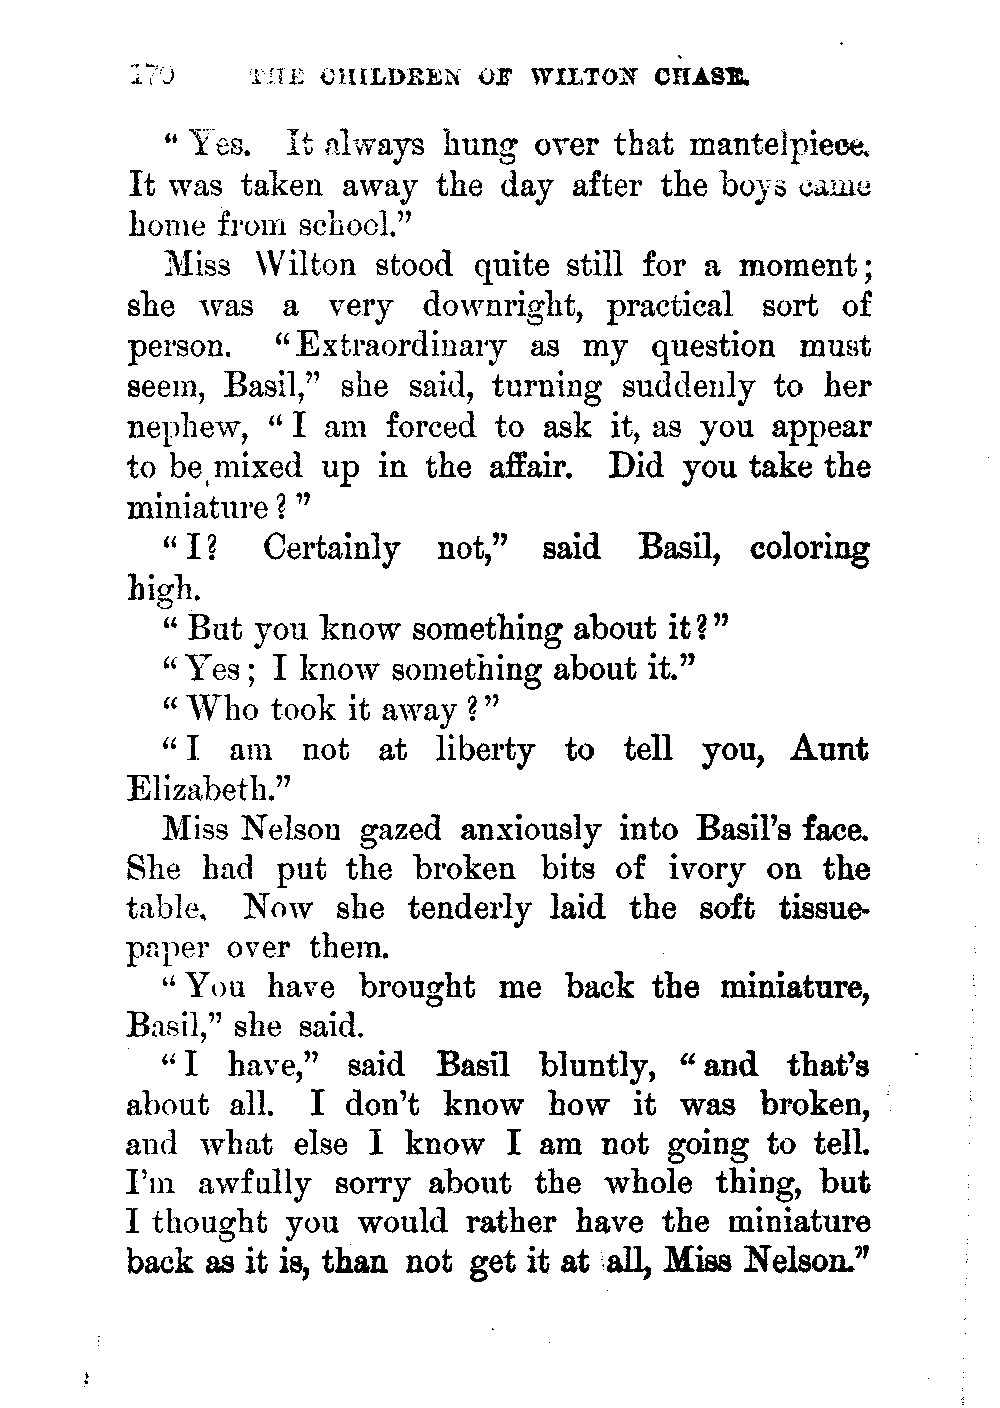 170 THE CHILDREN OF WILTON CHASE.
“Yes. It always hung over that mantelpiece.
It was taken away the day after the boys came
home from school.”
Miss Wilton stood quite still for a moment;
she was a very downright, practical sort of
person. “Extraordinary as my question must
seem, Basil,” she said, turning suddenly to her
nephew, “I am forced to ask it, as you appear
to be mixed up in the affair. Did you take the
miniature?”
“I? Certainly not,” said Basil, coloring
high.
“But you know something about it?”
“Yes; I know something about it.”
“Who took it away?”
“I am not at liberty to tell you, Aunt
Elizabeth.”
Miss Nelson gazed anxiously into Basil’s face.
She had put the broken bits of ivory on the
table. Now she tenderly laid the soft tissue-
paper over them.
“You have brought me back the miniature,
Basil,” she said.
“I have,” said Basil bluntly, “and that’s
about all. I don’t know how it was broken,
and what else I know I am not going to tell.
I’m awfully sorry about the whole thing, but
I thought you would rather have the miniature
back as it is, than not get it at all, Miss Nelson.”